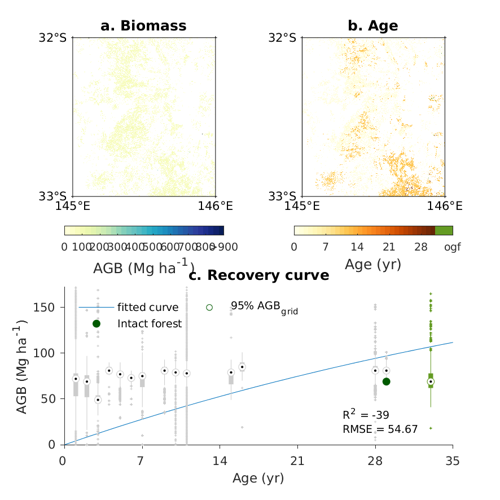 a. Biomass
b. Age
32°S
32°S
33°S
33°S
145°E
146°E
145°E
146°E
0 100 200 300 400 500 600 700 800 >900
0 7 14 21 28 ogf
AGB (Mg ha⁻¹)
Age (yr)
c. Recovery curve
fitted curve
95% AGB_grid
Intact forest
150
100
50
0
AGB (Mg ha⁻¹)
R² = -39
RMSE = 54.67
0 7 14 21 28 35
Age (yr)